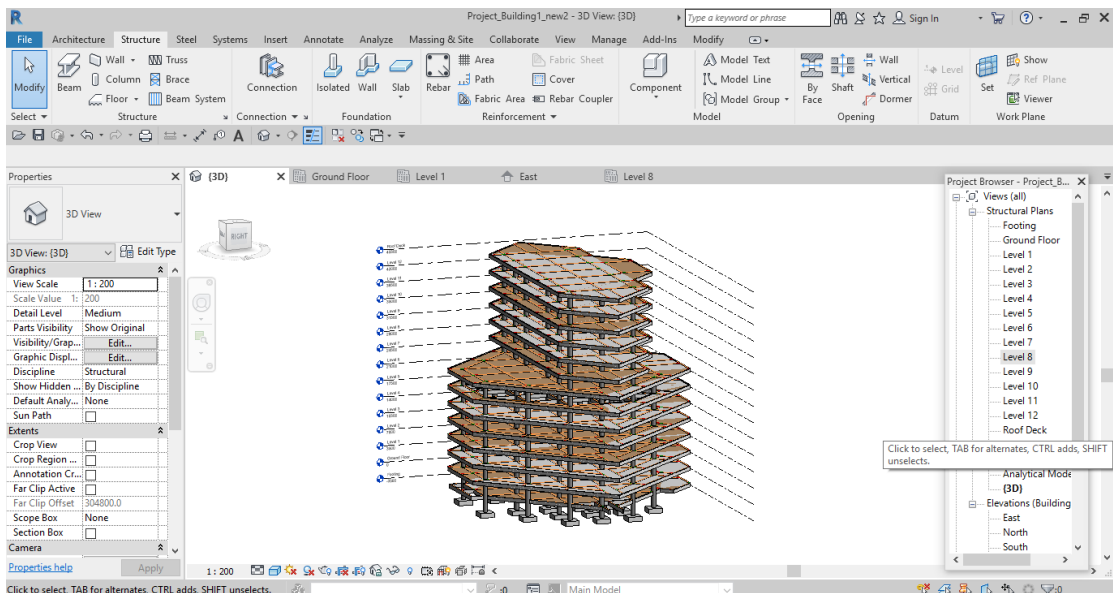 R
Project_Building1_new2 - 3D View: {3D}
Type a keyword or phrase
Sign In
File Architecture Structure Steel Systems Insert Annotate Analyze Massing & Site Collaborate View Manage Add-Ins Modify
Modify
Beam
Wall
Truss
Column
Brace
Floor
Beam System
Connection
Isolated
Wall
Slab
Rebar
Area
Path
Fabric Area
Fabric Sheet
Cover
Rebar Coupler
Component
Model Text
Model Line
Model Group
By
Face
Shaft
Wall
Vertical
Dormer
Level
Grid
Set
Show
Ref Plane
Viewer
Select Structure Connection Foundation Reinforcement Model Opening Datum Work Plane
Properties
3D View
3D View: {3D} Edit Type
Graphics
View Scale 1 : 200
Scale Value 1: 200
Detail Level Medium
Parts Visibility Show Original
Visibility/Grap... Edit...
Graphic Displ... Edit...
Discipline Structural
Show Hidden ... By Discipline
Default Analy... None
Sun Path
Extents
Crop View
Crop Region ...
Annotation Cr...
Far Clip Active
Far Clip Offset 304800.0
Scope Box None
Section Box
Camera
Properties help Apply
{3D} Ground Floor Level 1 East Level 8
RIGHT
Project Browser - Project_B...
Views (all)
Structural Plans
Footing
Ground Floor
Level 1
Level 2
Level 3
Level 4
Level 5
Level 6
Level 7
Level 8
Level 9
Level 10
Level 11
Level 12
Roof Deck
Click to select, TAB for alternates, CTRL adds, SHIFT
unselects.
Analytical Mode
{3D}
Elevations (Building
East
North
South
1 : 200
Click to select, TAB for alternates, CTRL adds, SHIFT unselects.
:0
Main Model
:0